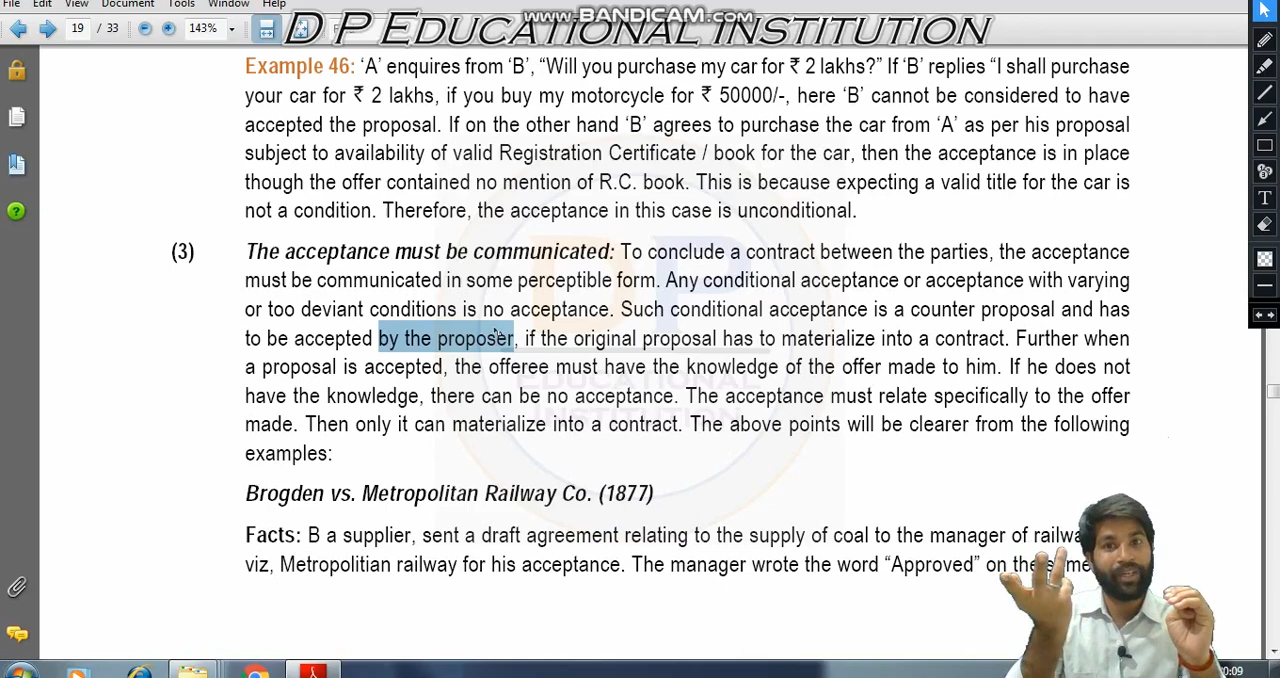 File Edit View Document Tools Window Help
www.BANDICAM.com
19 / 33 143%
D P EDUCATIONAL INSTITUTION
Example 46: ‘A’ enquires from ‘B’, “Will you purchase my car for ₹ 2 lakhs?” If ‘B’ replies “I shall purchase
your car for ₹ 2 lakhs, if you buy my motorcycle for ₹ 50000/-, here ‘B’ cannot be considered to have
accepted the proposal. If on the other hand ‘B’ agrees to purchase the car from ‘A’ as per his proposal
subject to availability of valid Registration Certificate / book for the car, then the acceptance is in place
though the offer contained no mention of R.C. book. This is because expecting a valid title for the car is
not a condition. Therefore, the acceptance in this case is unconditional.
(3) The acceptance must be communicated: To conclude a contract between the parties, the acceptance
must be communicated in some perceptible form. Any conditional acceptance or acceptance with varying
or too deviant conditions is no acceptance. Such conditional acceptance is a counter proposal and has
to be accepted by the proposer, if the original proposal has to materialize into a contract. Further when
a proposal is accepted, the offeree must have the knowledge of the offer made to him. If he does not
have the knowledge, there can be no acceptance. The acceptance must relate specifically to the offer
made. Then only it can materialize into a contract. The above points will be clearer from the following
examples:
Brogden vs. Metropolitan Railway Co. (1877)
Facts: B a supplier, sent a draft agreement relating to the supply of coal to the manager of
viz, Metropolitian railway for his acceptance. The manager wrote the word “Approved” on